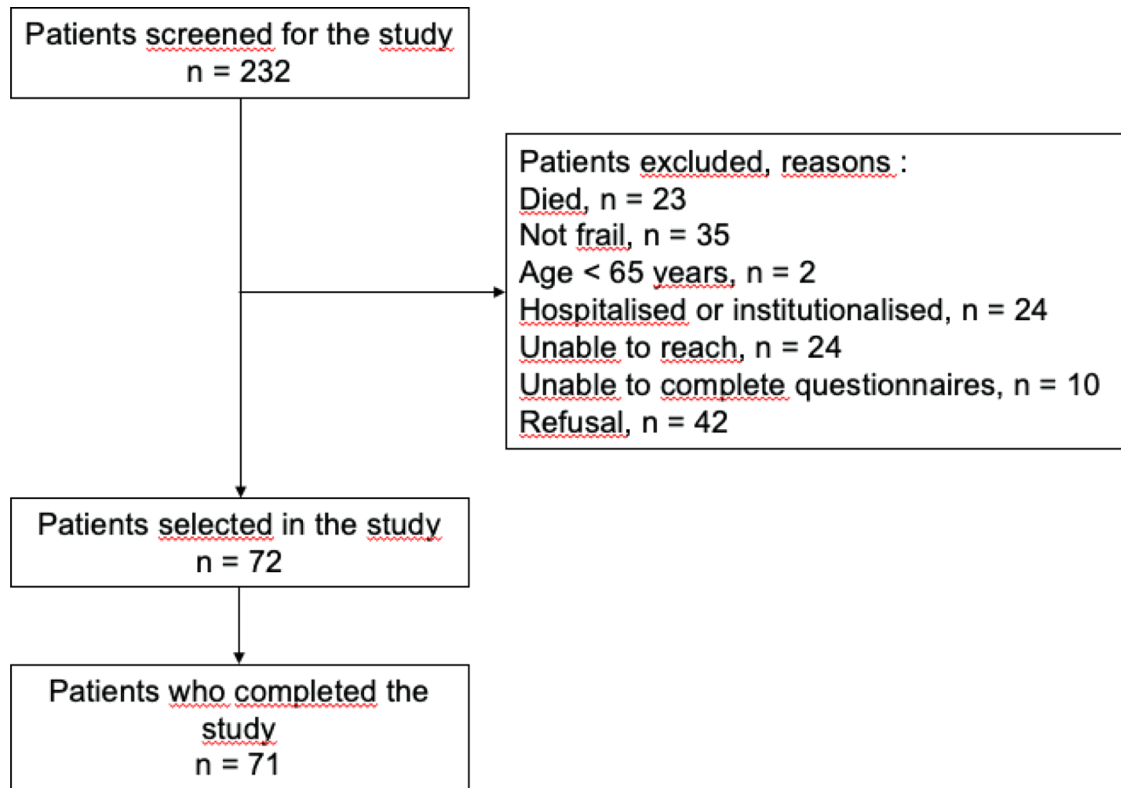 Patients screened for the study
n = 232
Patients excluded, reasons :
Died, n = 23
Not frail, n = 35
Age < 65 years, n = 2
Hospitalised or institutionalised, n = 24
Unable to reach, n = 24
Unable to complete questionnaires, n = 10
Refusal, n = 42
Patients selected in the study
n = 72
Patients who completed the
study
n = 71